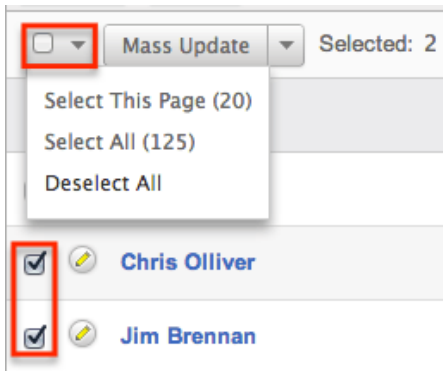 Mass Update Selected: 2
Select This Page (20)
Select All (125)
Deselect All
Chris Olliver
Jim Brennan